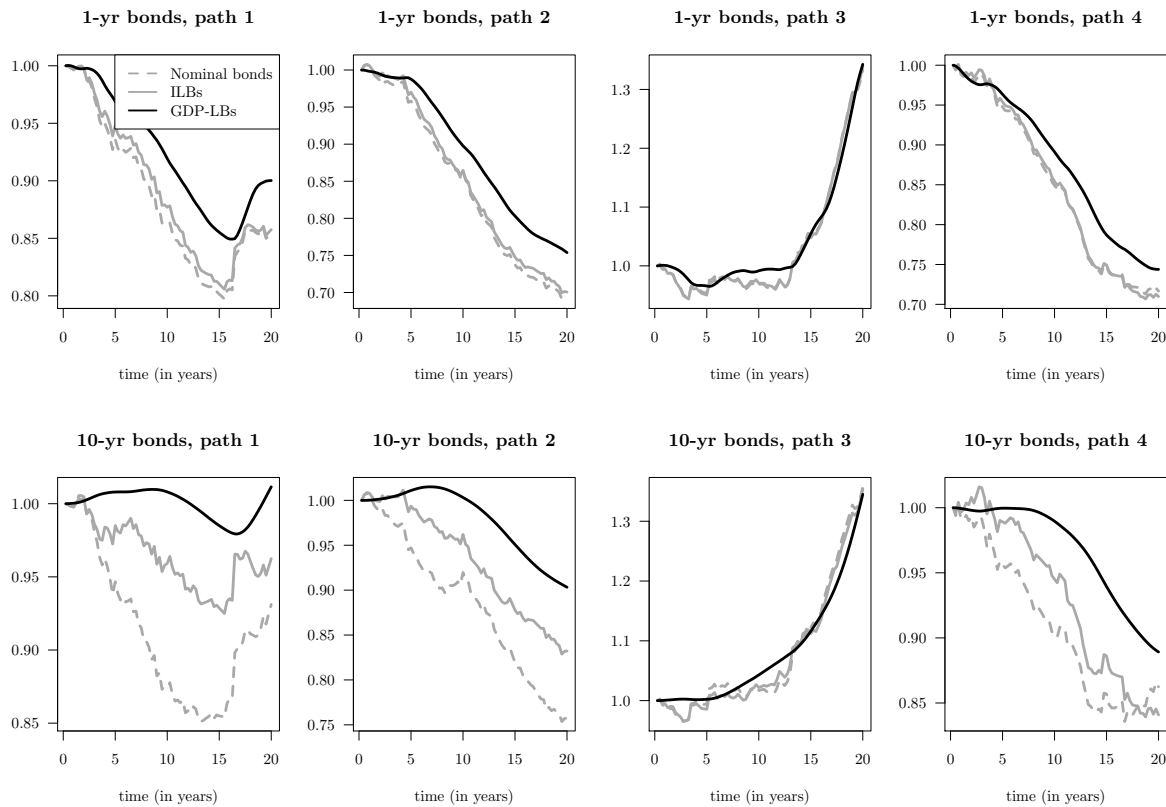 1-yr bonds, path 1
1.00
0.95
0.90
0.85
0.80
Nominal bonds
ILBs
GDP-LBs
0 5 10 15 20
time (in years)
1-yr bonds, path 2
1.00
0.95
0.90
0.85
0.80
0.75
0.70
0 5 10 15 20
time (in years)
1-yr bonds, path 3
1.3
1.2
1.1
1.0
0 5 10 15 20
time (in years)
1-yr bonds, path 4
1.00
0.95
0.90
0.85
0.80
0.75
0.70
0 5 10 15 20
time (in years)
10-yr bonds, path 1
1.00
0.95
0.90
0.85
0 5 10 15 20
time (in years)
10-yr bonds, path 2
1.00
0.95
0.90
0.85
0.80
0.75
0 5 10 15 20
time (in years)
10-yr bonds, path 3
1.3
1.2
1.1
1.0
0 5 10 15 20
time (in years)
10-yr bonds, path 4
1.00
0.95
0.90
0.85
0 5 10 15 20
time (in years)